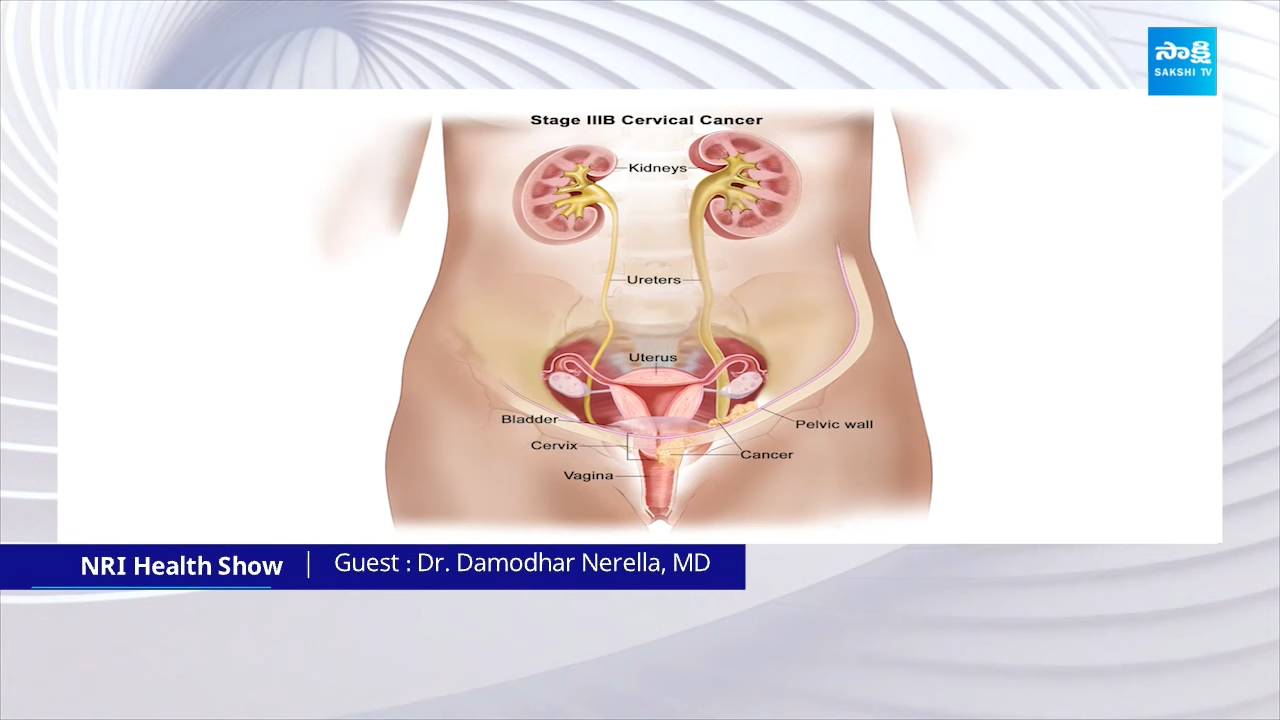 సాక్షి
SAKSHI TV
Stage IIIB Cervical Cancer
Kidneys
Ureters
Uterus
Bladder
Pelvic wall
Cervix
Cancer
Vagina
NRI Health Show | Guest : Dr. Damodhar Nerella, MD